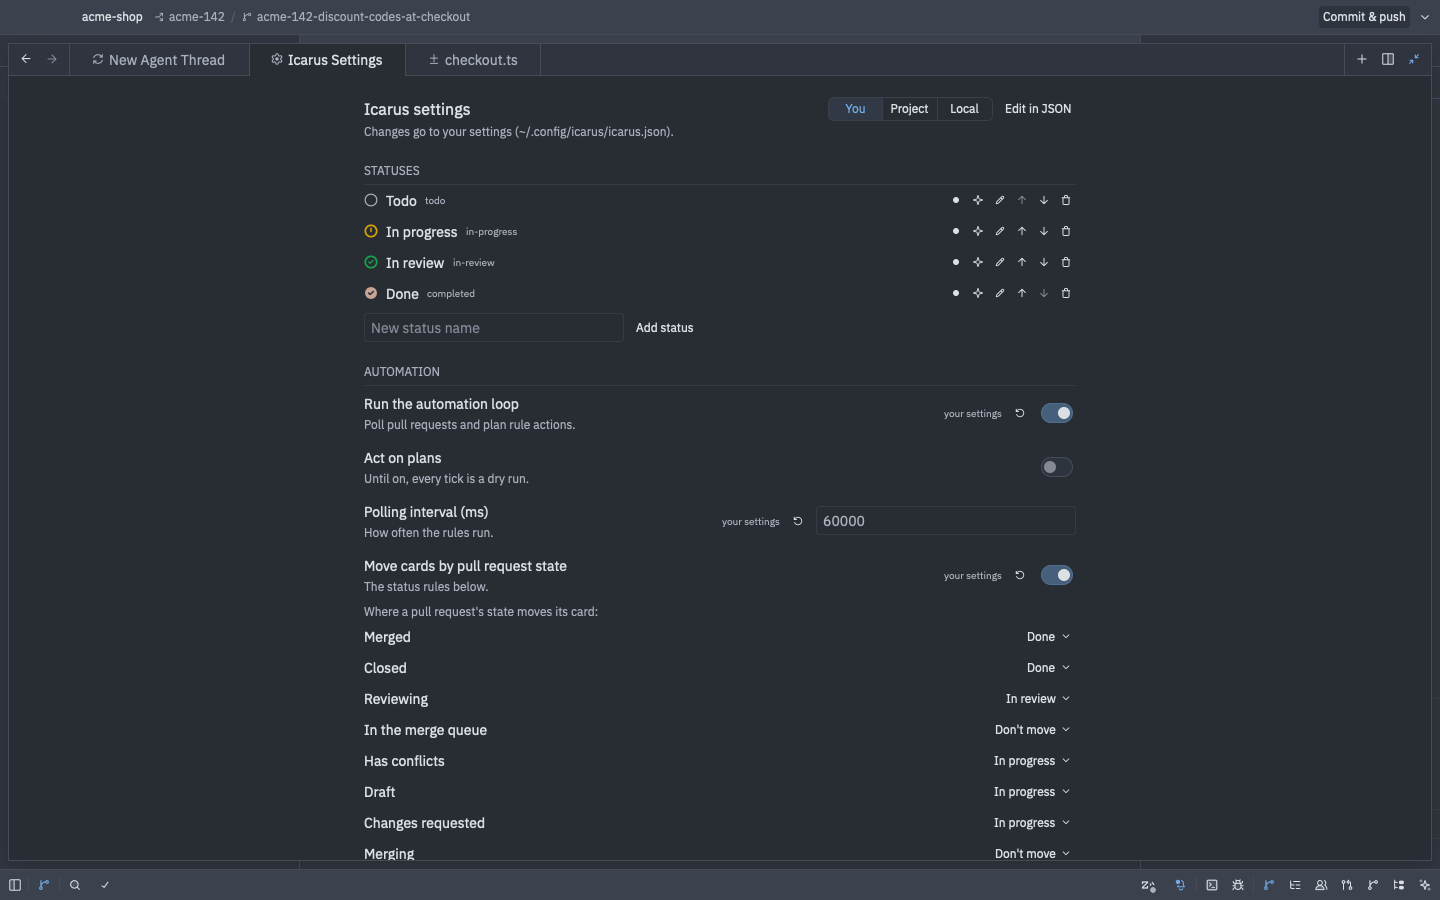 acme-shop acme-142 / acme-142-discount-codes-at-checkout Commit & push
New Agent Thread Icarus Settings checkout.ts
Icarus settings You Project Local Edit in JSON
Changes go to your settings (~/.config/icarus/icarus.json).
STATUSES
Todo todo
In progress in-progress
In review in-review
Done completed
New status name Add status
AUTOMATION
Run the automation loop your settings
Poll pull requests and plan rule actions.
Act on plans
Until on, every tick is a dry run.
Polling interval (ms) your settings 60000
How often the rules run.
Move cards by pull request state your settings
The status rules below.
Where a pull request's state moves its card:
Merged Done
Closed Done
Reviewing In review
In the merge queue Don't move
Has conflicts In progress
Draft In progress
Changes requested In progress
Merging Don't move